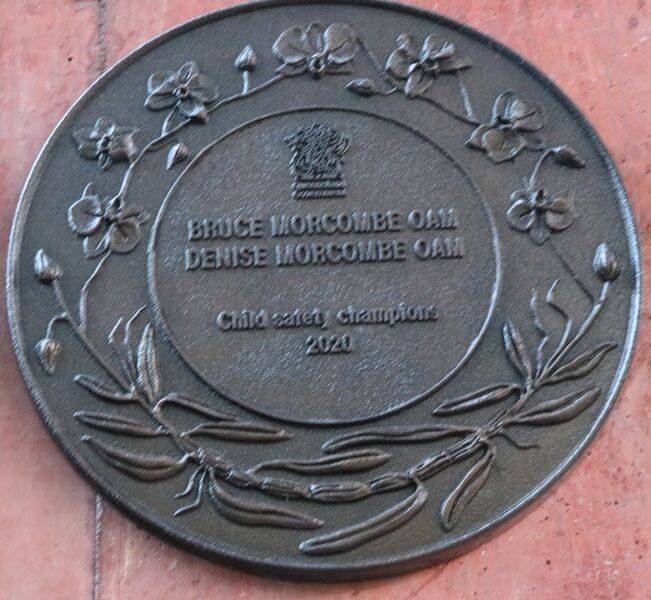 BRUCE MORCOMBE OAM
DENISE MORCOMBE OAM
Child safety champions
2020